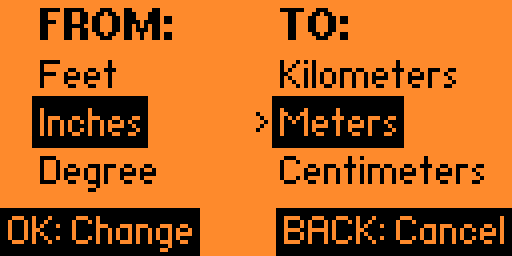 FROM:
Feet
Inches
Degree
TO:
Kilometers
> Meters
Centimeters
OK: Change
BACK: Cancel